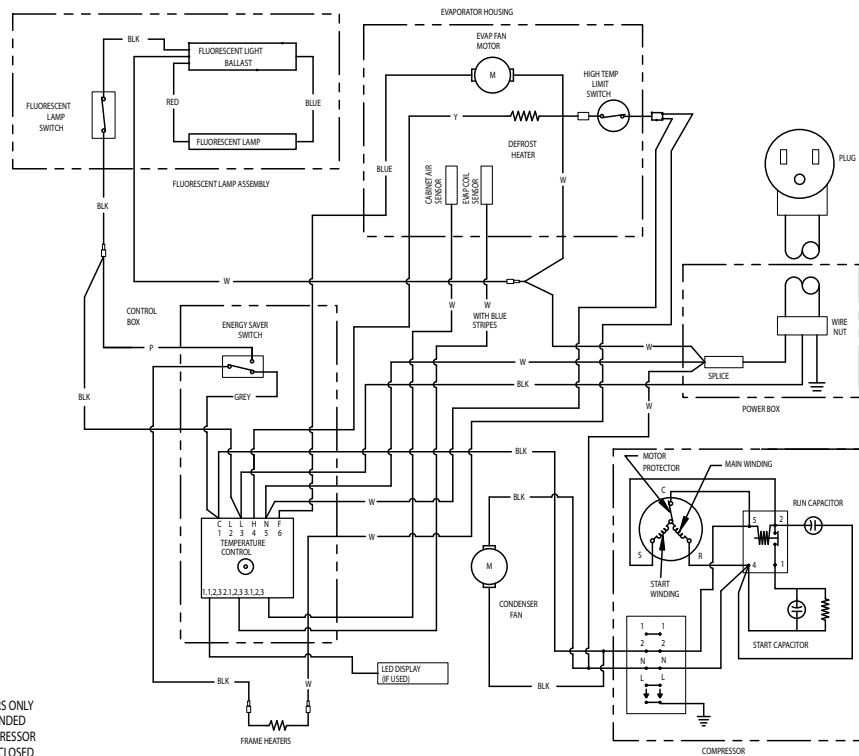 EVAPORATOR HOUSING
BLK
FLUORESCENT LIGHT
BALLAST
EVAP FAN
MOTOR
M
HIGH TEMP
LIMIT
SWITCH
FLUORESCENT
LAMP
SWITCH
RED
BLUE
FLUORESCENT LAMP
Y
DEFROST
HEATER
PLUG
BLUE
CABINET AIR
SENSOR
EVAP COIL
SENSOR
W
FLUORESCENT LAMP ASSEMBLY
BLK
W
W
W
WITH BLUE
STRIPES
CONTROL
BOX
ENERGY SAVER
SWITCH
WIRE
NUT
P
W
W
SPLICE
GREY
BLK
BLK
W
POWER BOX
BLK
MOTOR
PROTECTOR
MAIN WINDING
C
BLK
W
RUN CAPACITOR
5
2
C L L H N F
1 2 3 4 5 6
TEMPERATURE
CONTROL
W
S
R
4
1
M
START
WINDING
1.1,2,3 2.1,2,3 3.1,2,3
CONDENSER
FAN
START CAPACITOR
1 1
2 2
N N
L L
LED DISPLAY
(IF USED)
BLK
W
BLK
FRAME HEATERS
COMPRESSOR
RS ONLY
NDED
PRESSOR
CLOSED